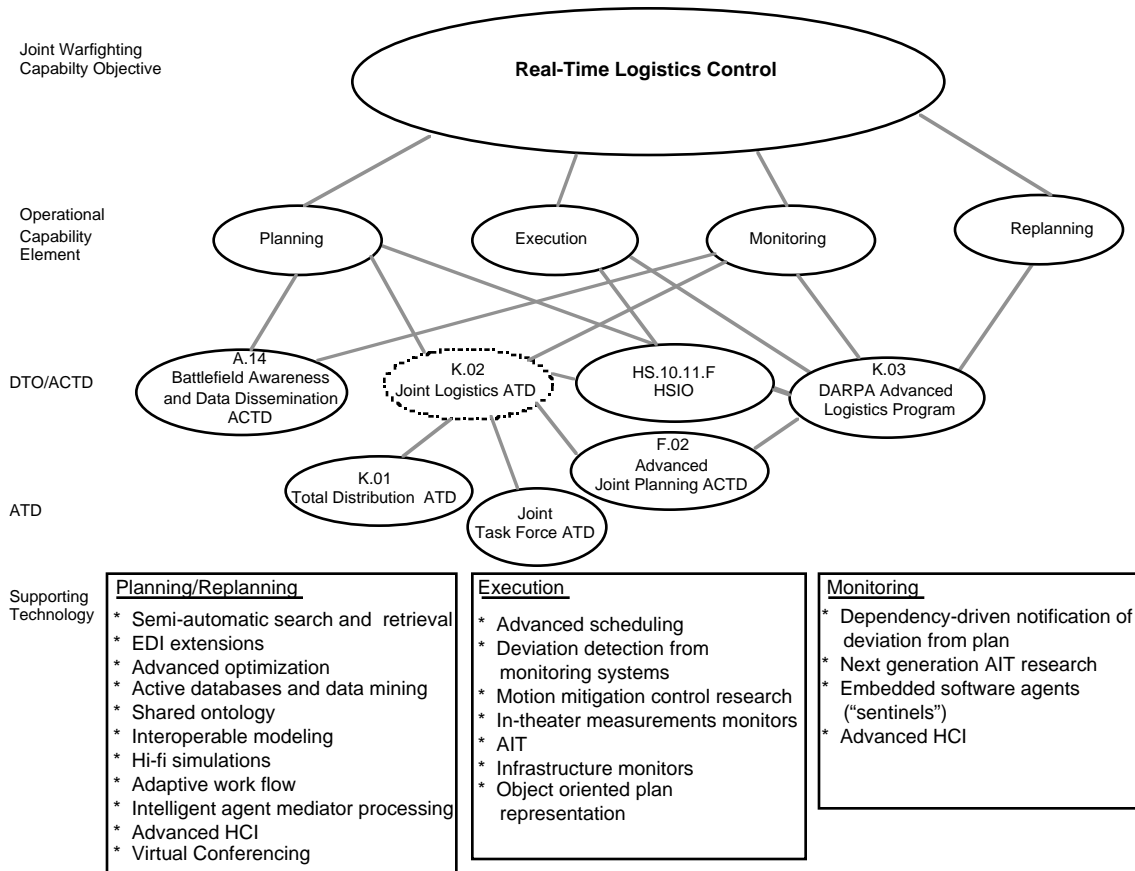 Joint Warfighting
Capabilty Objective
Real-Time Logistics Control
Operational
Capability
Element
Planning
Execution
Monitoring
Replanning
DTO/ACTD
A.14
Battlefield Awareness
and Data Dissemination
ACTD
K.02
Joint Logistics ATD
HS.10.11.F
HSIO
K.03
DARPA Advanced
Logistics Program
ATD
K.01
Total Distribution ATD
Joint
Task Force ATD
F.02
Advanced
Joint Planning ACTD
Supporting
Technology
Planning/Replanning
* Semi-automatic search and retrieval
* EDI extensions
* Advanced optimization
* Active databases and data mining
* Shared ontology
* Interoperable modeling
* Hi-fi simulations
* Adaptive work flow
* Intelligent agent mediator processing
* Advanced HCI
* Virtual Conferencing
Execution
* Advanced scheduling
* Deviation detection from
monitoring systems
* Motion mitigation control research
* In-theater measurements monitors
* AIT
* Infrastructure monitors
* Object oriented plan
representation
Monitoring
* Dependency-driven notification of
deviation from plan
* Next generation AIT research
* Embedded software agents
(“sentinels”)
* Advanced HCI